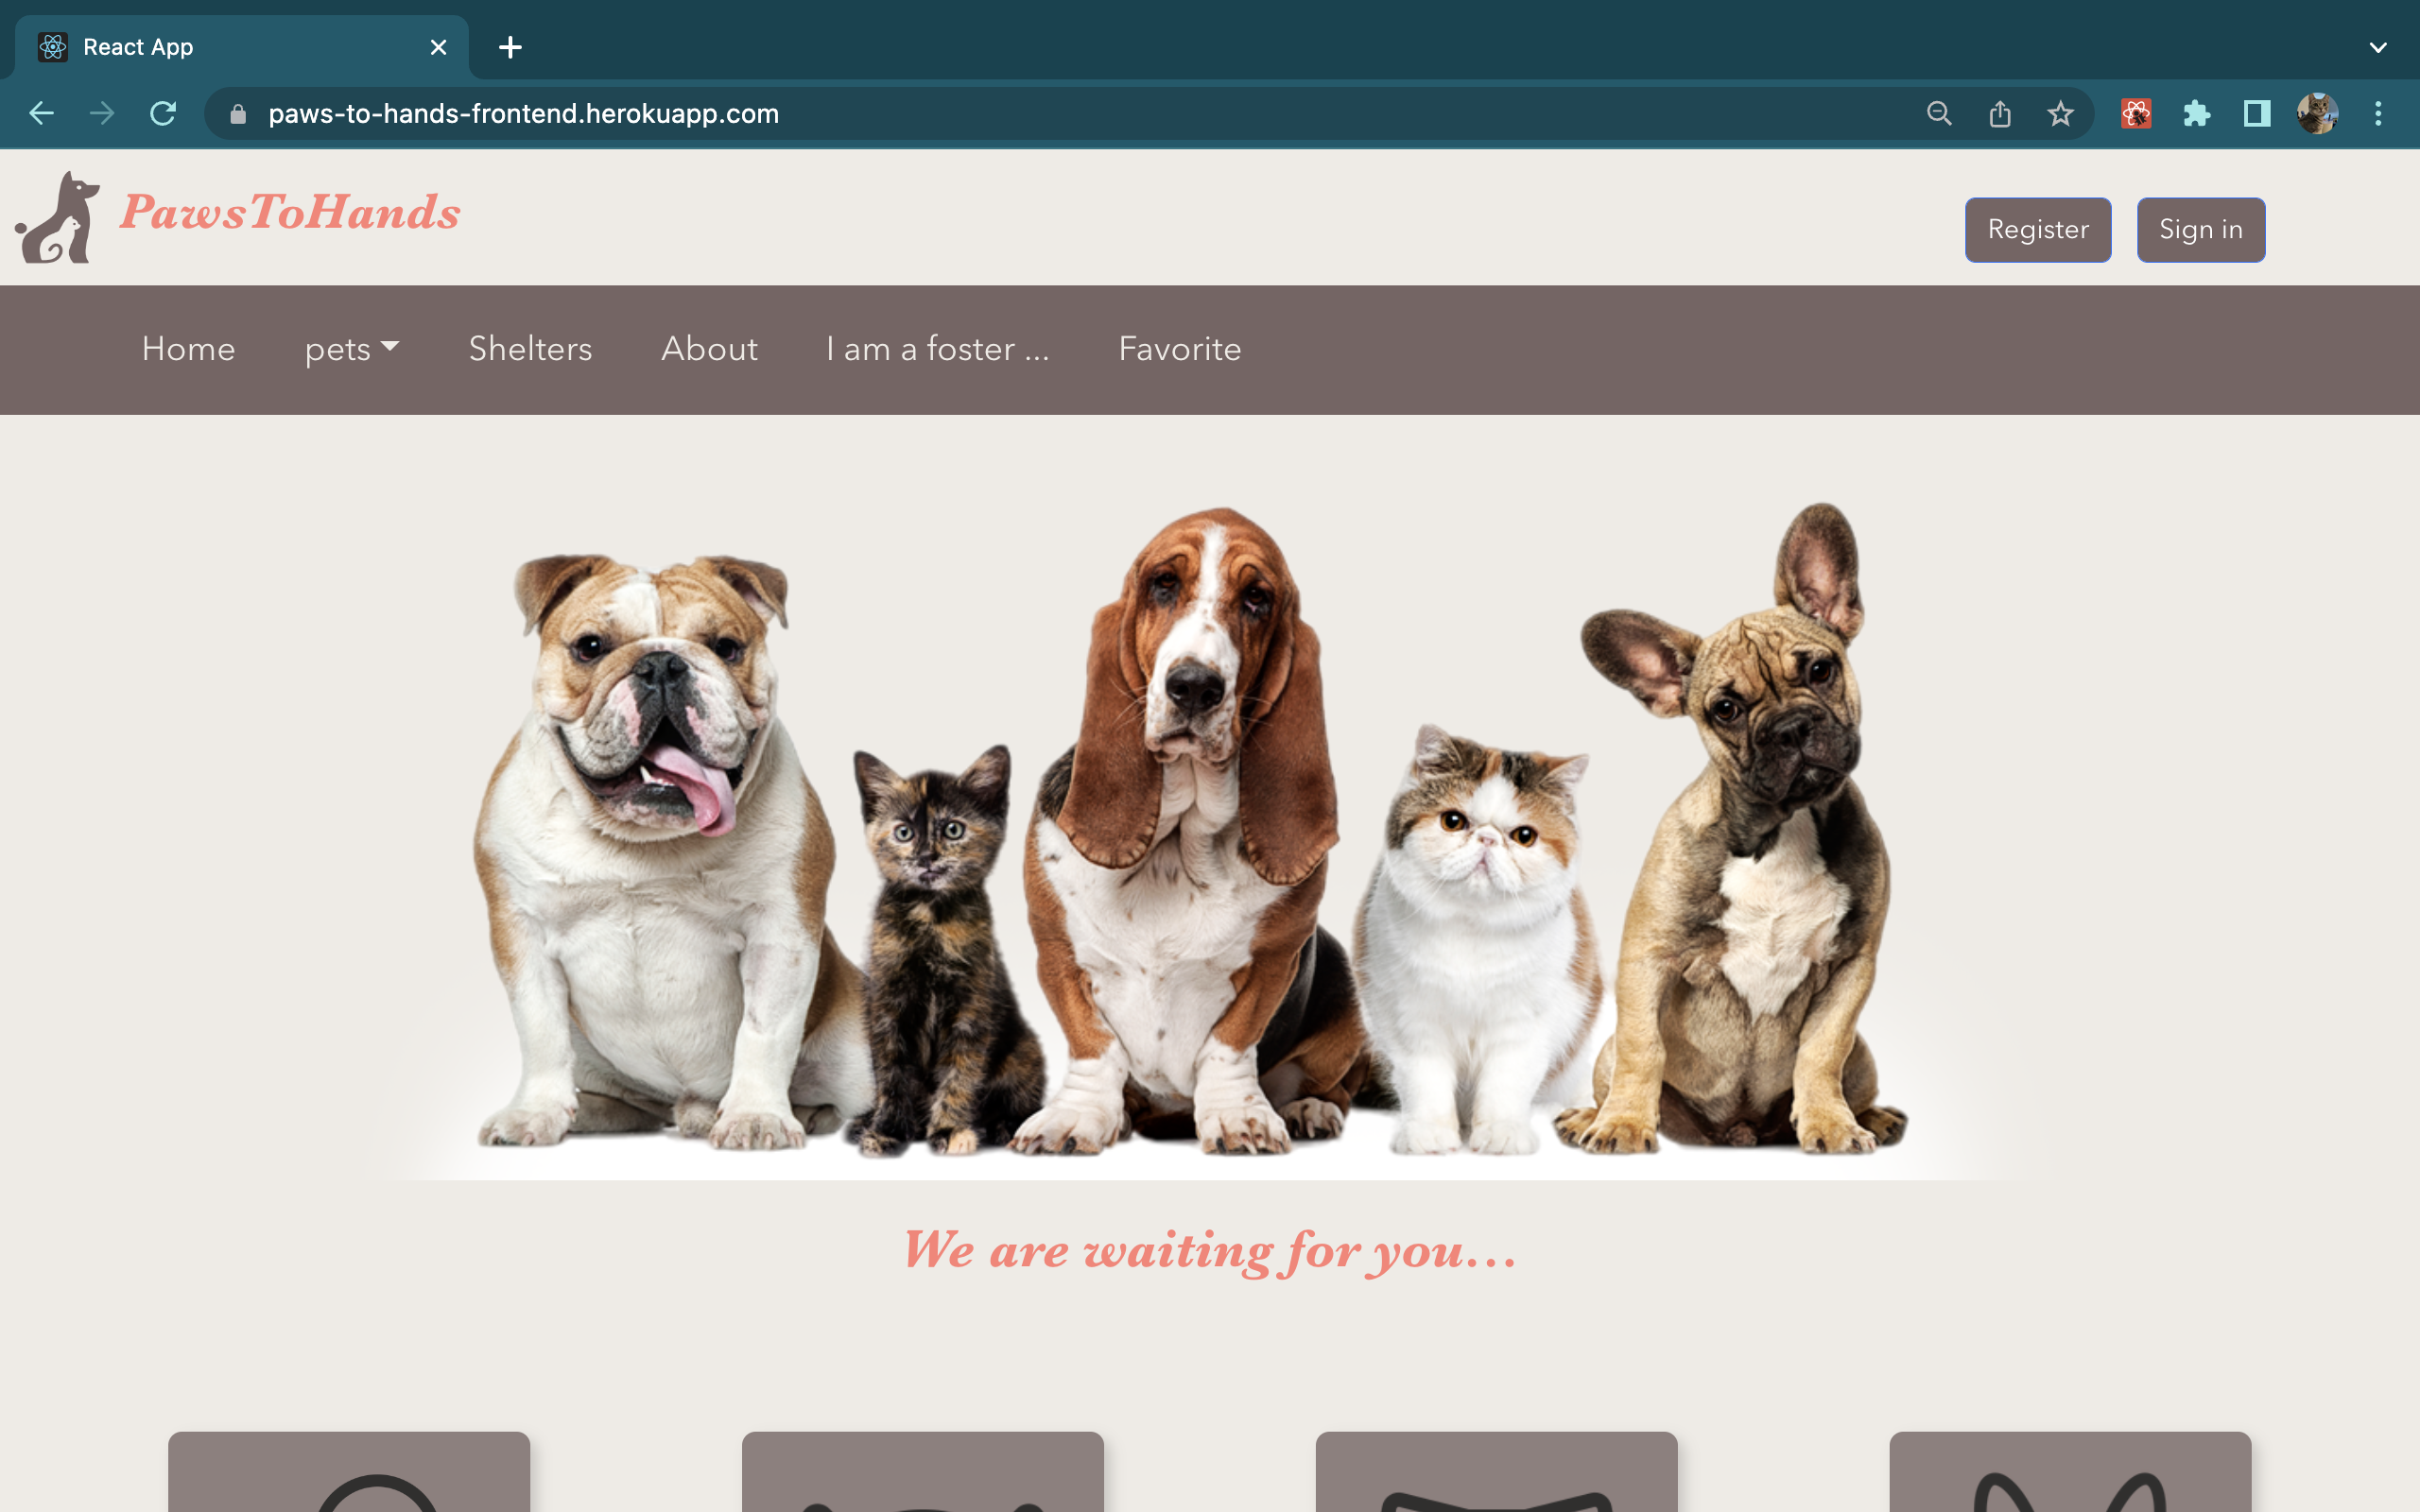 React App
paws-to-hands-frontend.herokuapp.com
PawsToHands
Register Sign in
Home pets Shelters About I am a foster ... Favorite
We are waiting for you...